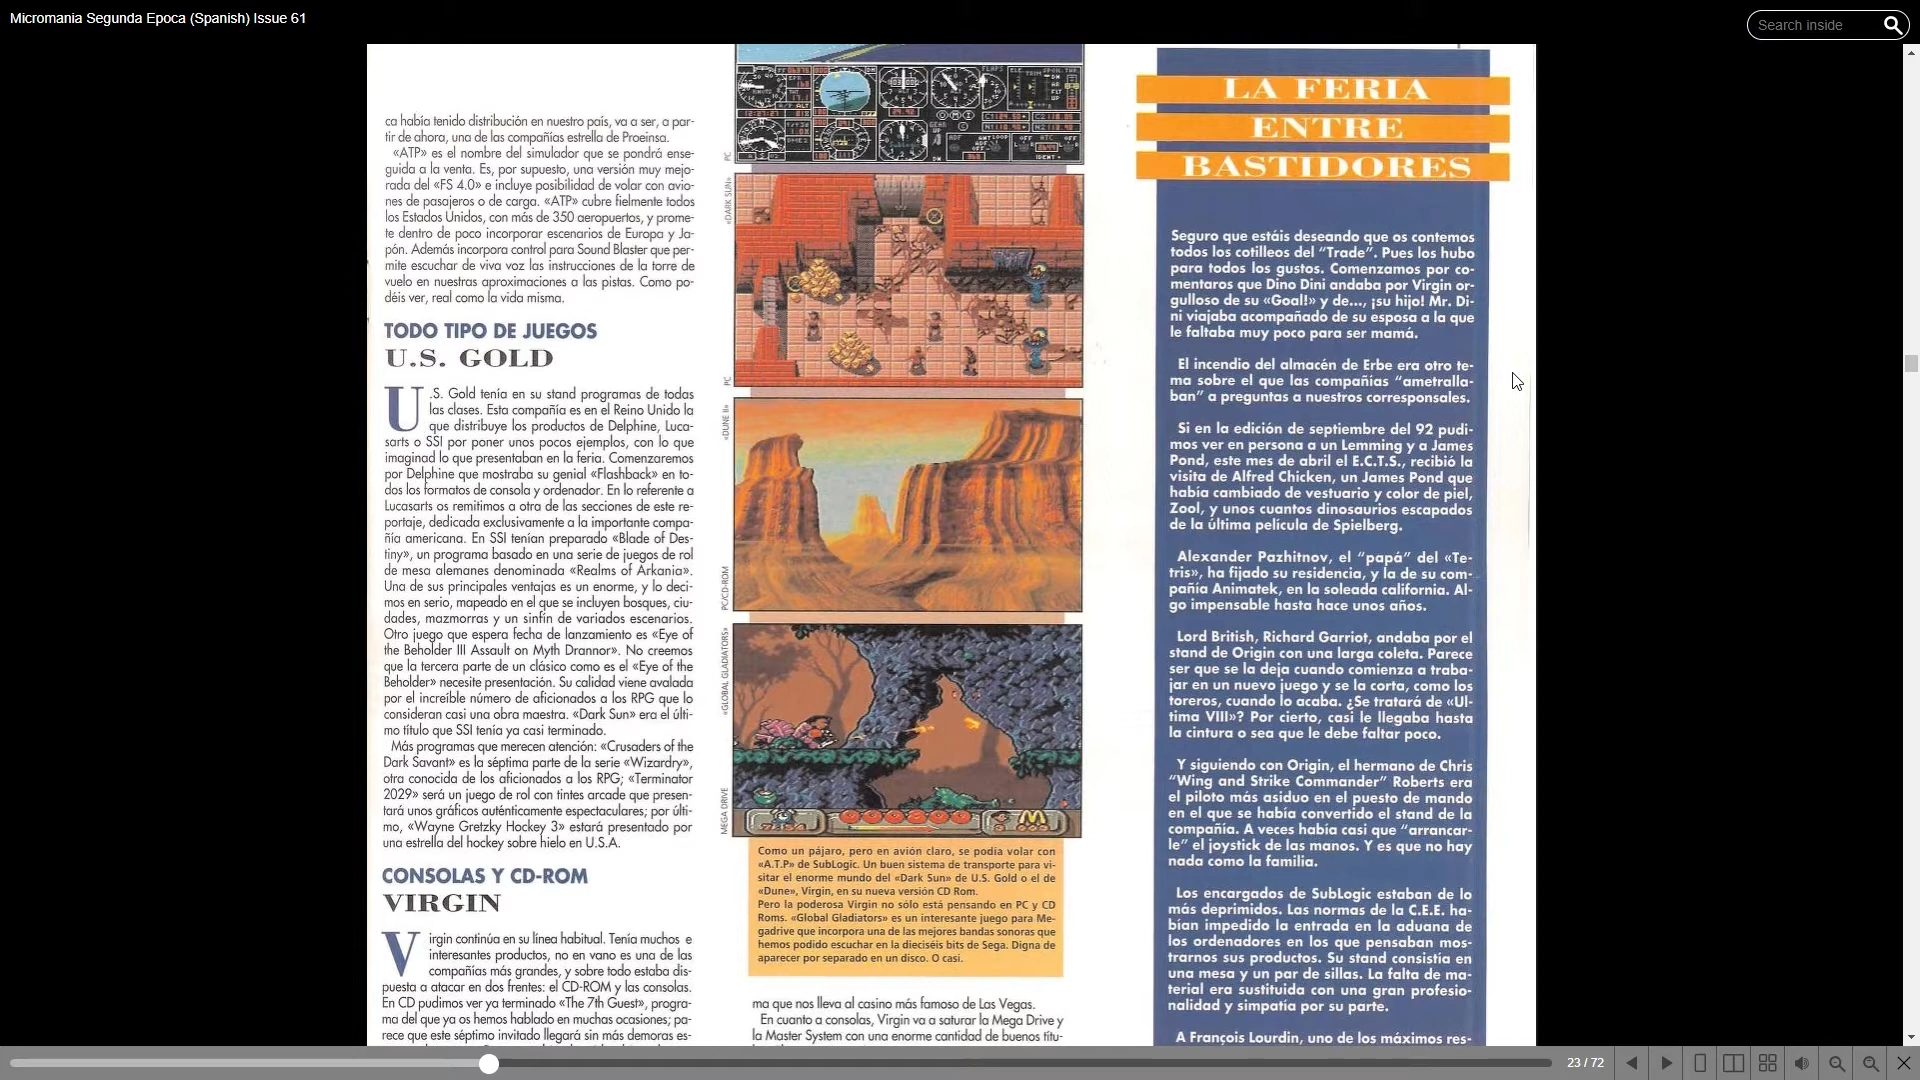 Micromania Segunda Epoca (Spanish) Issue 61
Search inside
ca había tenido distribución en nuestro país, va a ser, a par-
tir de ahora, una de las compañías estrella de Proeinsa.
«ATP» es el nombre del simulador que se pondrá ense-
guida a la venta. Es, por supuesto, una versión muy mejo-
rada del «FS 4.0» e incluye posibilidad de volar con avio-
nes de pasajeros o de carga. «ATP» cubre fielmente todos
los Estados Unidos, con más de 350 aeropuertos, y prome-
te dentro de poco incorporar escenarios de Europa y Ja-
pón. Además incorpora control para Sound Blaster que per-
mite escuchar de viva voz las instrucciones de la torre de
vuelo en nuestras aproximaciones a las pistas. Como po-
déis ver, real como la vida misma.
TODO TIPO DE JUEGOS
U.S. GOLD
U.S. Gold tenía en su stand programas de todas
las clases. Esta compañía es en el Reino Unido la
que distribuye los productos de Delphine, Luca-
sarts o SSI por poner unos pocos ejemplos, con lo que
imaginad lo que presentaban en la feria. Comenzaremos
por Delphine que mostraba su genial «Flashback» en to-
dos los formatos de consola y ordenador. En lo referente a
Lucasarts os remitimos a otra de las secciones de este re-
portaje, dedicada exclusivamente a la importante compa-
ñía americana. En SSI tenían preparado «Blade of Des-
tiny», un programa basado en una serie de juegos de rol
de mesa alemanes denominada «Realms of Arkania».
Una de sus principales ventajas es un enorme, y lo deci-
mos en serio, mapeado en el que se incluyen bosques, ciu-
dades, mazmorras y un sinfín de variados escenarios.
Otro juego que espera fecha de lanzamiento es «Eye of
the Beholder III Assault on Myth Drannor». No creemos
que la tercera parte de un clásico como es el «Eye of the
Beholder» necesite presentación. Su calidad viene avalada
por el increíble número de aficionados a los RPG que lo
consideran casi una obra maestra. «Dark Sun» era el últi-
mo título que SSI tenía ya casi terminado.
Más programas que merecen atención: «Crusaders of the
Dark Savant» es la séptima parte de la serie «Wizardry»,
otra conocida de los aficionados a los RPG; «Terminator
2029» será un juego de rol con tintes arcade que presen-
tará unos gráficos auténticamente espectaculares; por últi-
mo, «Wayne Gretzky Hockey 3» estará presentado por
una estrella del hockey sobre hielo en U.S.A.
CONSOLAS Y CD-ROM
VIRGIN
Virgin continúa en su línea habitual. Tenía muchos e
interesantes productos, no en vano es una de las
compañías más grandes, y sobre todo estaba dis-
puesta a atacar en dos frentes: el CD-ROM y las consolas.
En CD pudimos ver ya terminado «The 7th Guest», progra-
ma del que ya os hemos hablado en muchas ocasiones; pa-
rece que este séptimo invitado llegará sin más demoras es-
PC
«DARK SUN»
PC
«DUNE II»
PC/CD-ROM
«GLOBAL GLADIATORS»
MEGA DRIVE
Como un pájaro, pero en avión claro, se podía volar con
«A.T.P» de SubLogic. Un buen sistema de transporte para vi-
sitar el enorme mundo del «Dark Sun» de U.S. Gold o el de
«Dune», Virgin, en su nueva versión CD Rom.
Pero la poderosa Virgin no sólo está pensando en PC y CD
Roms. «Global Gladiators» es un interesante juego para Me-
gadrive que incorpora una de las mejores bandas sonoras que
hemos podido escuchar en la dieciséis bits de Sega. Digna de
aparecer por separado en un disco. O casi.
ma que nos lleva al casino más famoso de Las Vegas.
En cuanto a consolas, Virgin va a saturar la Mega Drive y
la Master System con una enorme cantidad de buenos títu-
LA FERIA
ENTRE
BASTIDORES
Seguro que estáis deseando que os contemos
todos los cotilleos del "Trade". Pues los hubo
para todos los gustos. Comenzamos por co-
mentaros que Dino Dini andaba por Virgin or-
gulloso de su «Goal!» y de..., ¡su hijo! Mr. Di-
ni viajaba acompañado de su esposa a la que
le faltaba muy poco para ser mamá.
El incendio del almacén de Erbe era otro te-
ma sobre el que las compañías "ametralla-
ban" a preguntas a nuestros corresponsales.
Si en la edición de septiembre del 92 pudi-
mos ver en persona a un Lemming y a James
Pond, este mes de abril el E.C.T.S., recibió la
visita de Alfred Chicken, un James Pond que
había cambiado de vestuario y color de piel,
Zool, y unos cuantos dinosaurios escapados
de la última película de Spielberg.
Alexander Pazhitnov, el "papá" del «Te-
tris», ha fijado su residencia, y la de su com-
pañía Animatek, en la soleada california. Al-
go impensable hasta hace unos años.
Lord British, Richard Garriot, andaba por el
stand de Origin con una larga coleta. Parece
ser que se la deja cuando comienza a traba-
jar en un nuevo juego y se la corta, como los
toreros, cuando lo acaba. ¿Se tratará de «Ul-
tima VIII»? Por cierto, casi le llegaba hasta
la cintura o sea que le debe faltar poco.
Y siguiendo con Origin, el hermano de Chris
"Wing and Strike Commander" Roberts era
el piloto más asiduo en el puesto de mando
en el que se había convertido el stand de la
compañía. A veces había casi que "arrancar-
le" el joystick de las manos. Y es que no hay
nada como la familia.
Los encargados de SubLogic estaban de lo
más deprimidos. Las normas de la C.E.E. ha-
bían impedido la entrada en la aduana de
los ordenadores en los que pensaban mos-
trarnos sus productos. Su stand consistía en
una mesa y un par de sillas. La falta de ma-
terial era sustituida con una gran profesio-
nalidad y simpatía por su parte.
A François Lourdin, uno de los máximos res-
23 / 72